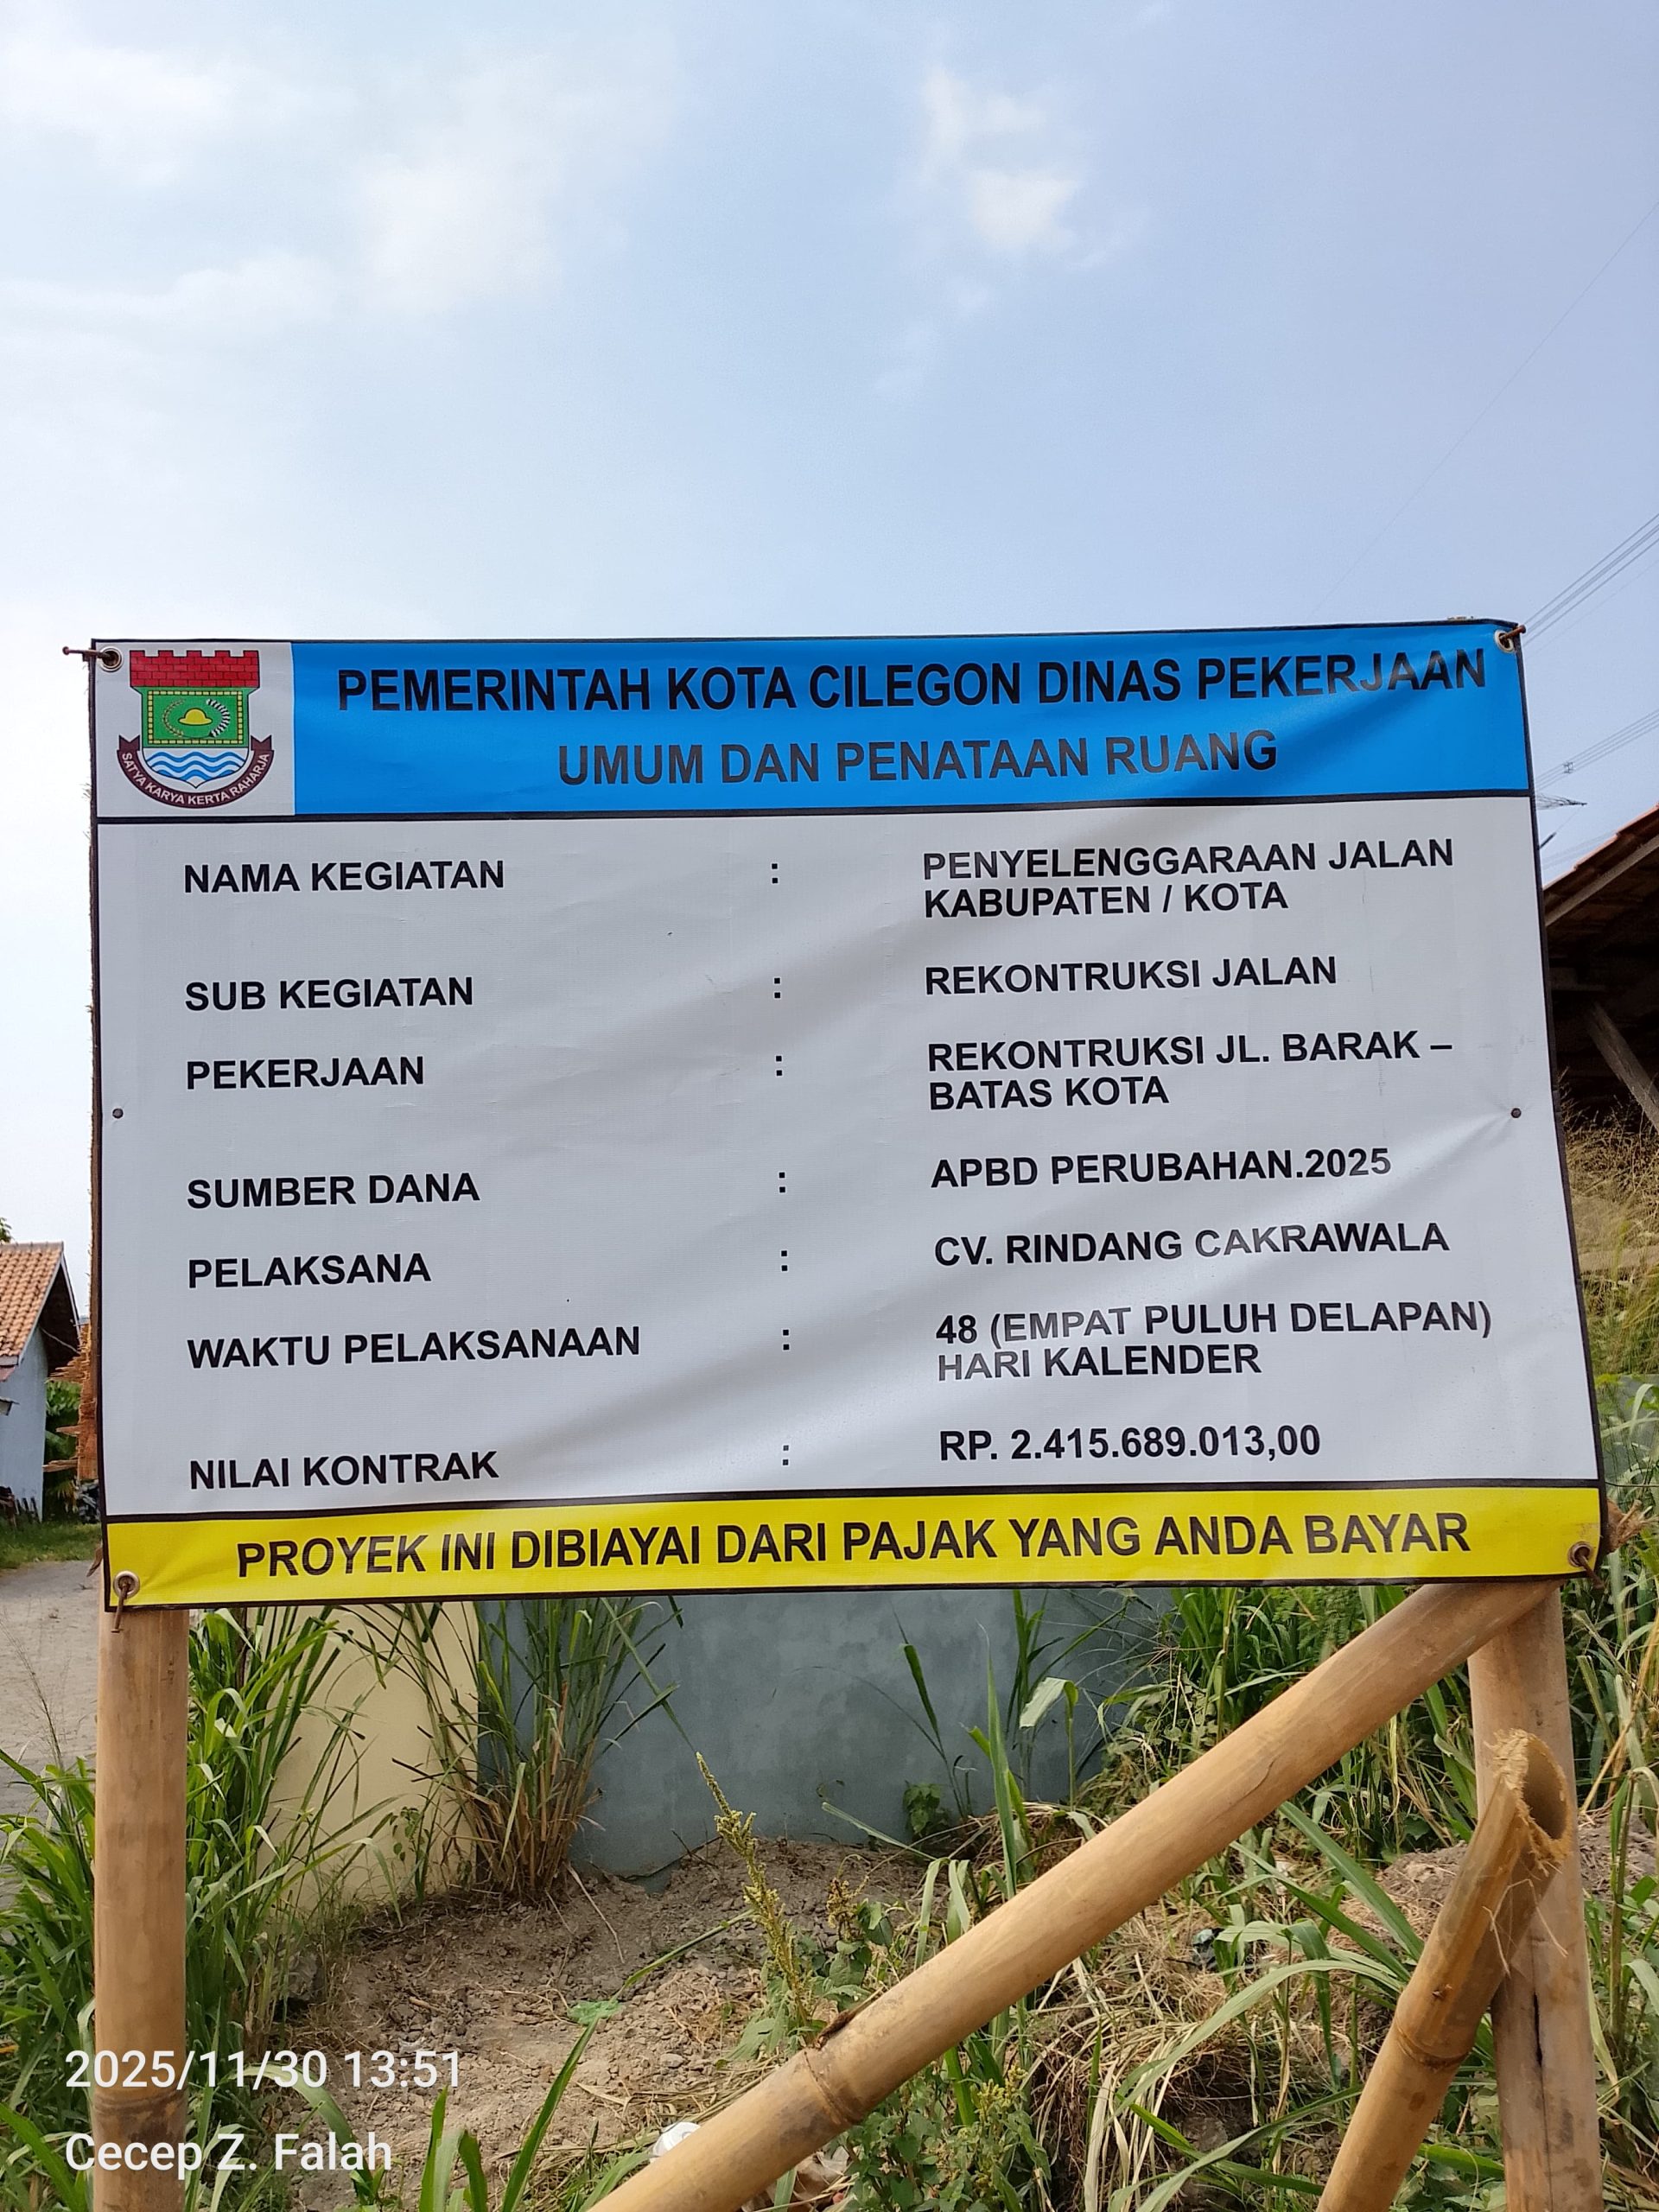 PEMERINTAH KOTA CILEGON DINAS PEKERJAAN
UMUM DAN PENATAAN RUANG
SATYA KARYA KERTA RAHARJA
NAMA KEGIATAN : PENYELENGGARAAN JALAN
KABUPATEN / KOTA
SUB KEGIATAN : REKONTRUKSI JALAN
PEKERJAAN : REKONTRUKSI JL. BARAK –
BATAS KOTA
SUMBER DANA : APBD PERUBAHAN.2025
PELAKSANA : CV. RINDANG CAKRAWALA
WAKTU PELAKSANAAN : 48 (EMPAT PULUH DELAPAN)
HARI KALENDER
NILAI KONTRAK : RP. 2.415.689.013,00
PROYEK INI DIBIAYAI DARI PAJAK YANG ANDA BAYAR
2025/11/30 13:51
Cecep Z. Falah